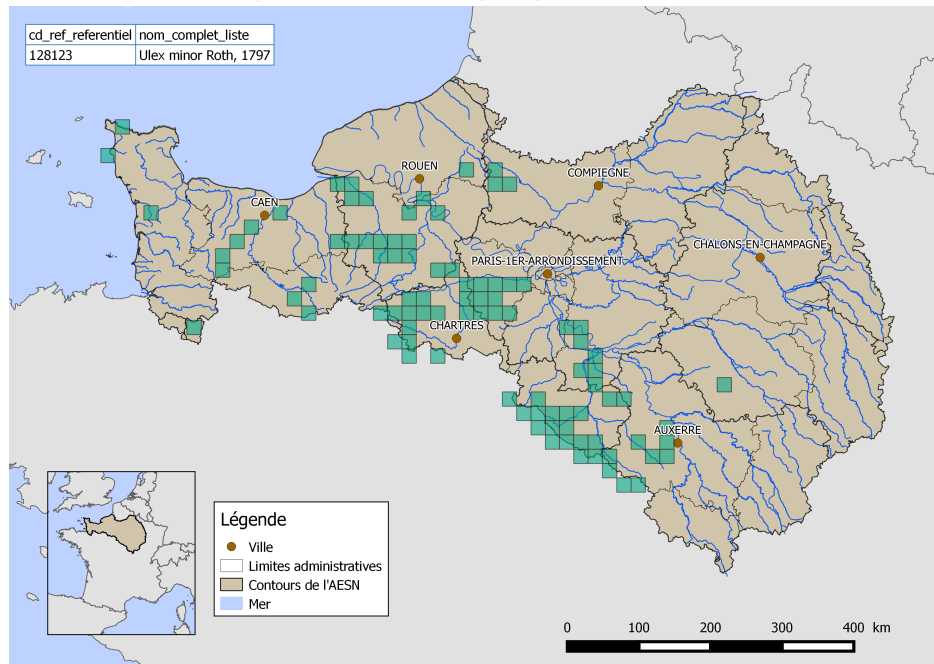 cd_ref_referentiel nom_complet_liste
128123 Ulex minor Roth, 1797
ROUEN
COMPIEGNE
CAEN
CHALONS-EN-CHAMPAGNE
PARIS-1ER-ARRONDISSEMENT
CHARTRES
AUXERRE
Légende
Ville
Limites administratives
Contours de l'AESN
Mer
0 100 200 300 400 km